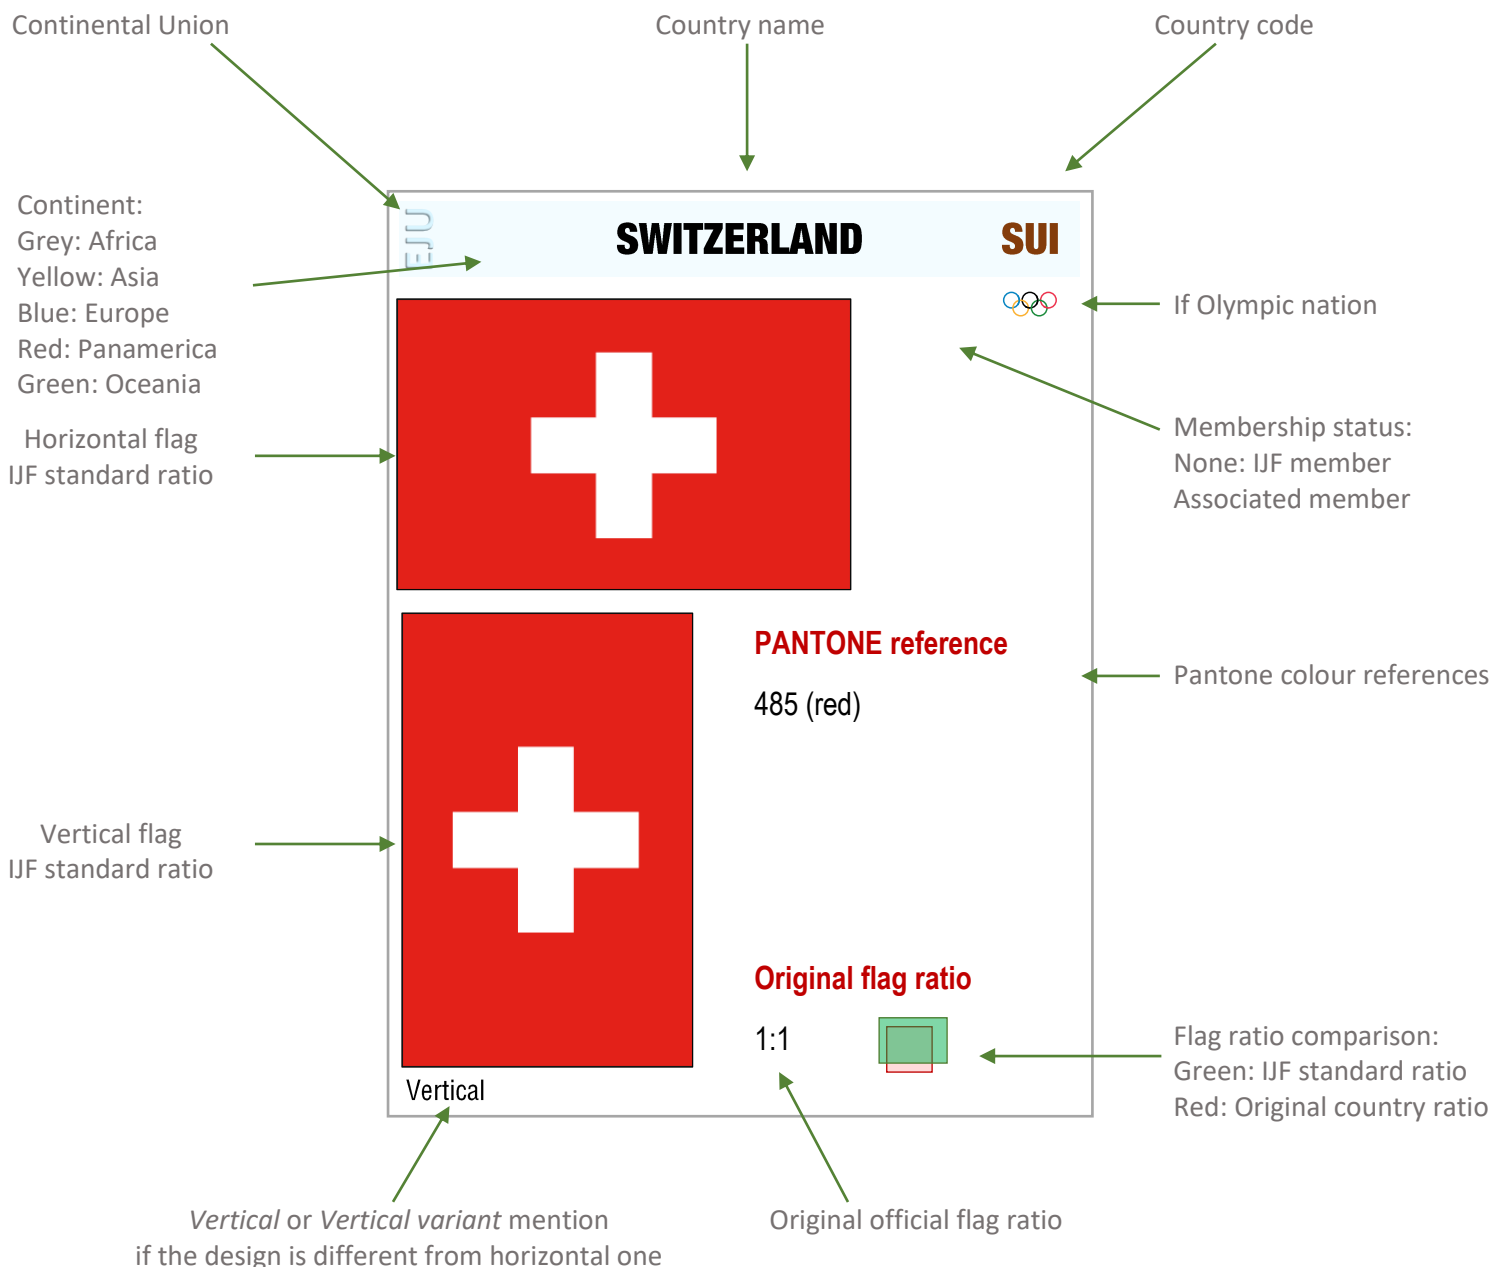 Continental Union
Country name
Country code
Continent:
Grey: Africa
Yellow: Asia
Blue: Europe
Red: Panamerica
Green: Oceania
EJU
SWITZERLAND
SUI
If Olympic nation
Horizontal flag
IJF standard ratio
Membership status:
None: IJF member
Associated member
PANTONE reference
485 (red)
Pantone colour references
Vertical flag
IJF standard ratio
Original flag ratio
1:1
Flag ratio comparison:
Green: IJF standard ratio
Red: Original country ratio
Vertical
Vertical or Vertical variant mention
if the design is different from horizontal one
Original official flag ratio